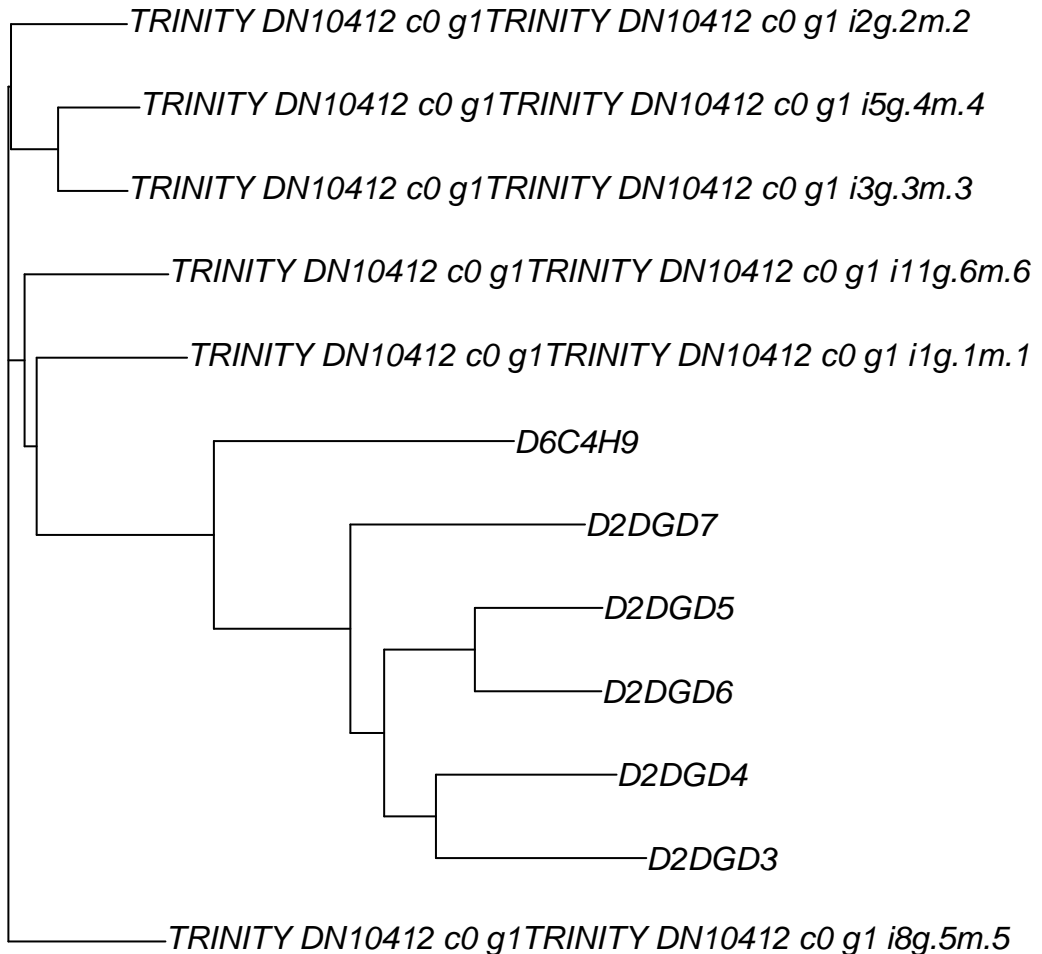 TRINITY DN10412 c0 g1TRINITY DN10412 c0 g1 i2g.2m.2
TRINITY DN10412 c0 g1TRINITY DN10412 c0 g1 i5g.4m.4
TRINITY DN10412 c0 g1TRINITY DN10412 c0 g1 i3g.3m.3
TRINITY DN10412 c0 g1TRINITY DN10412 c0 g1 i11g.6m.6
TRINITY DN10412 c0 g1TRINITY DN10412 c0 g1 i1g.1m.1
D6C4H9
D2DGD7
D2DGD5
D2DGD6
D2DGD4
D2DGD3
TRINITY DN10412 c0 g1TRINITY DN10412 c0 g1 i8g.5m.5